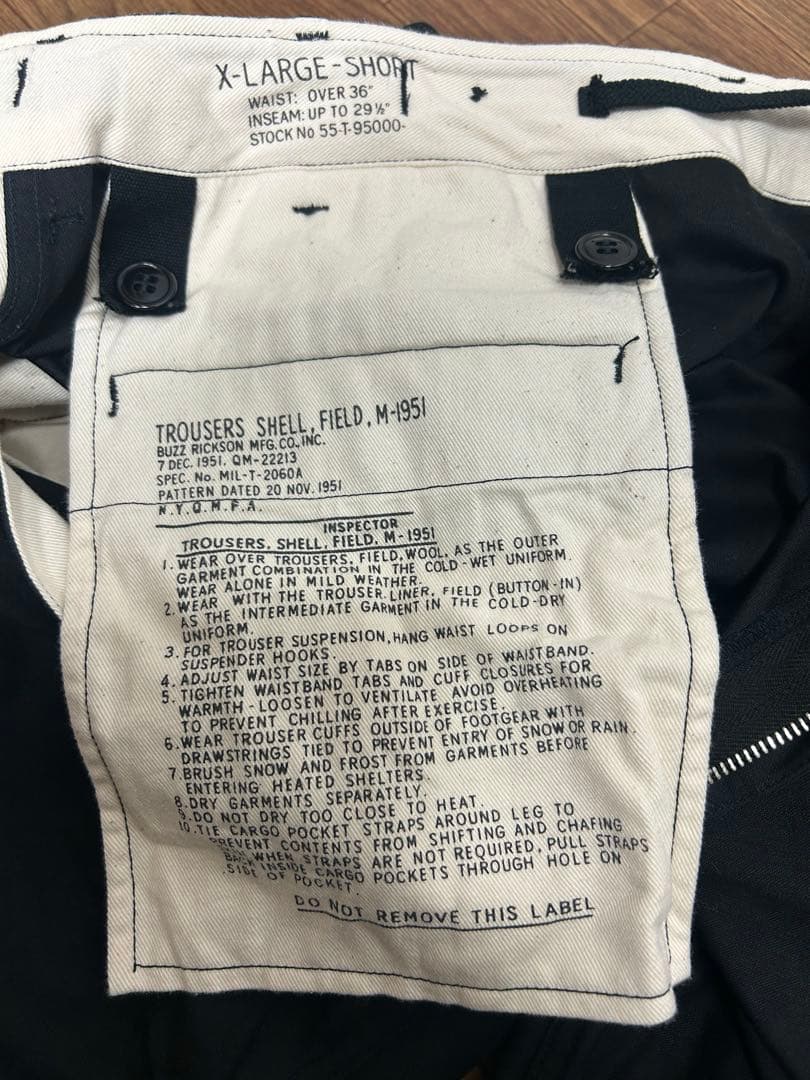 X-LARGE-SHORT
WAIST: OVER 36"
INSEAM: UP TO 29½"
STOCK No 55-T-95000-
TROUSERS SHELL, FIELD, M-1951
BUZZ RICKSON MFG. CO., INC.
7 DEC. 1951. QM-22213
SPEC. No. MIL-T-2060A
PATTERN DATED 20 NOV. 1951
N.Y.Q.M.F.A.
INSPECTOR
TROUSERS, SHELL, FIELD, M-1951
1. WEAR OVER TROUSERS, FIELD, WOOL, AS THE OUTER
GARMENT COMBINATION IN THE COLD-WET UNIFORM.
WEAR ALONE IN MILD WEATHER.
2. WEAR WITH THE TROUSER LINER, FIELD (BUTTON-IN)
AS THE INTERMEDIATE GARMENT IN THE COLD-DRY
UNIFORM.
3. FOR TROUSER SUSPENSION, HANG WAIST LOOPS ON
SUSPENDER HOOKS.
4. ADJUST WAIST SIZE BY TABS ON SIDE OF WAISTBAND.
5. TIGHTEN WAISTBAND TABS AND CUFF CLOSURES FOR
WARMTH - LOOSEN TO VENTILATE AVOID OVERHEATING
TO PREVENT CHILLING AFTER EXERCISE.
6. WEAR TROUSER CUFFS OUTSIDE OF FOOTGEAR WITH
DRAWSTRINGS TIED TO PREVENT ENTRY OF SNOW OR RAIN.
7. BRUSH SNOW AND FROST FROM GARMENTS BEFORE
ENTERING HEATED SHELTERS.
8. DRY GARMENTS SEPARATELY.
9. DO NOT DRY TOO CLOSE TO HEAT.
10. TIE CARGO POCKET STRAPS AROUND LEG TO
PREVENT CONTENTS FROM SHIFTING AND CHAFING
WHEN STRAPS ARE NOT REQUIRED, PULL STRAPS
BACK INSIDE CARGO POCKETS THROUGH HOLE ON
SIDE OF POCKET.
DO NOT REMOVE THIS LABEL